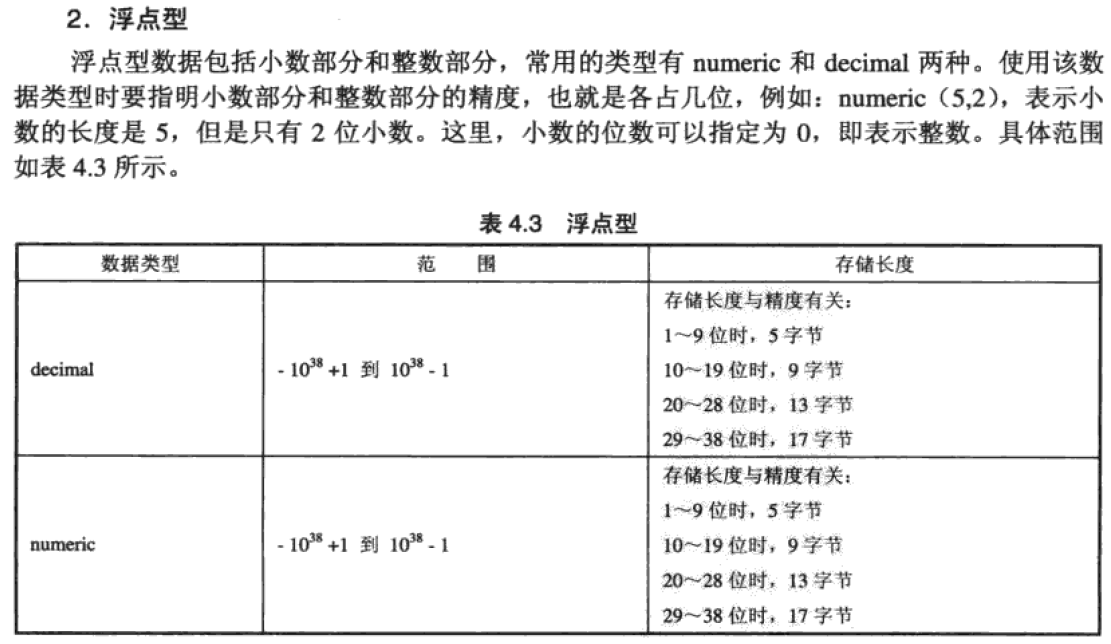 2．浮点型
浮点型数据包括小数部分和整数部分，常用的类型有 numeric 和 decimal 两种。使用该数
据类型时要指明小数部分和整数部分的精度，也就是各占几位，例如：numeric（5,2），表示小
数的长度是 5，但是只有 2 位小数。这里，小数的位数可以指定为 0，即表示整数。具体范围
如表 4.3 所示。
表 4.3 浮点型
数据类型 范 围 存储长度
decimal
- 10³⁸ +1 到 10³⁸ - 1
存储长度与精度有关：
1～9 位时，5 字节
10～19 位时，9 字节
20～28 位时，13 字节
29～38 位时，17 字节
numeric
- 10³⁸ +1 到 10³⁸ - 1
存储长度与精度有关：
1～9 位时，5 字节
10～19 位时，9 字节
20～28 位时，13 字节
29～38 位时，17 字节